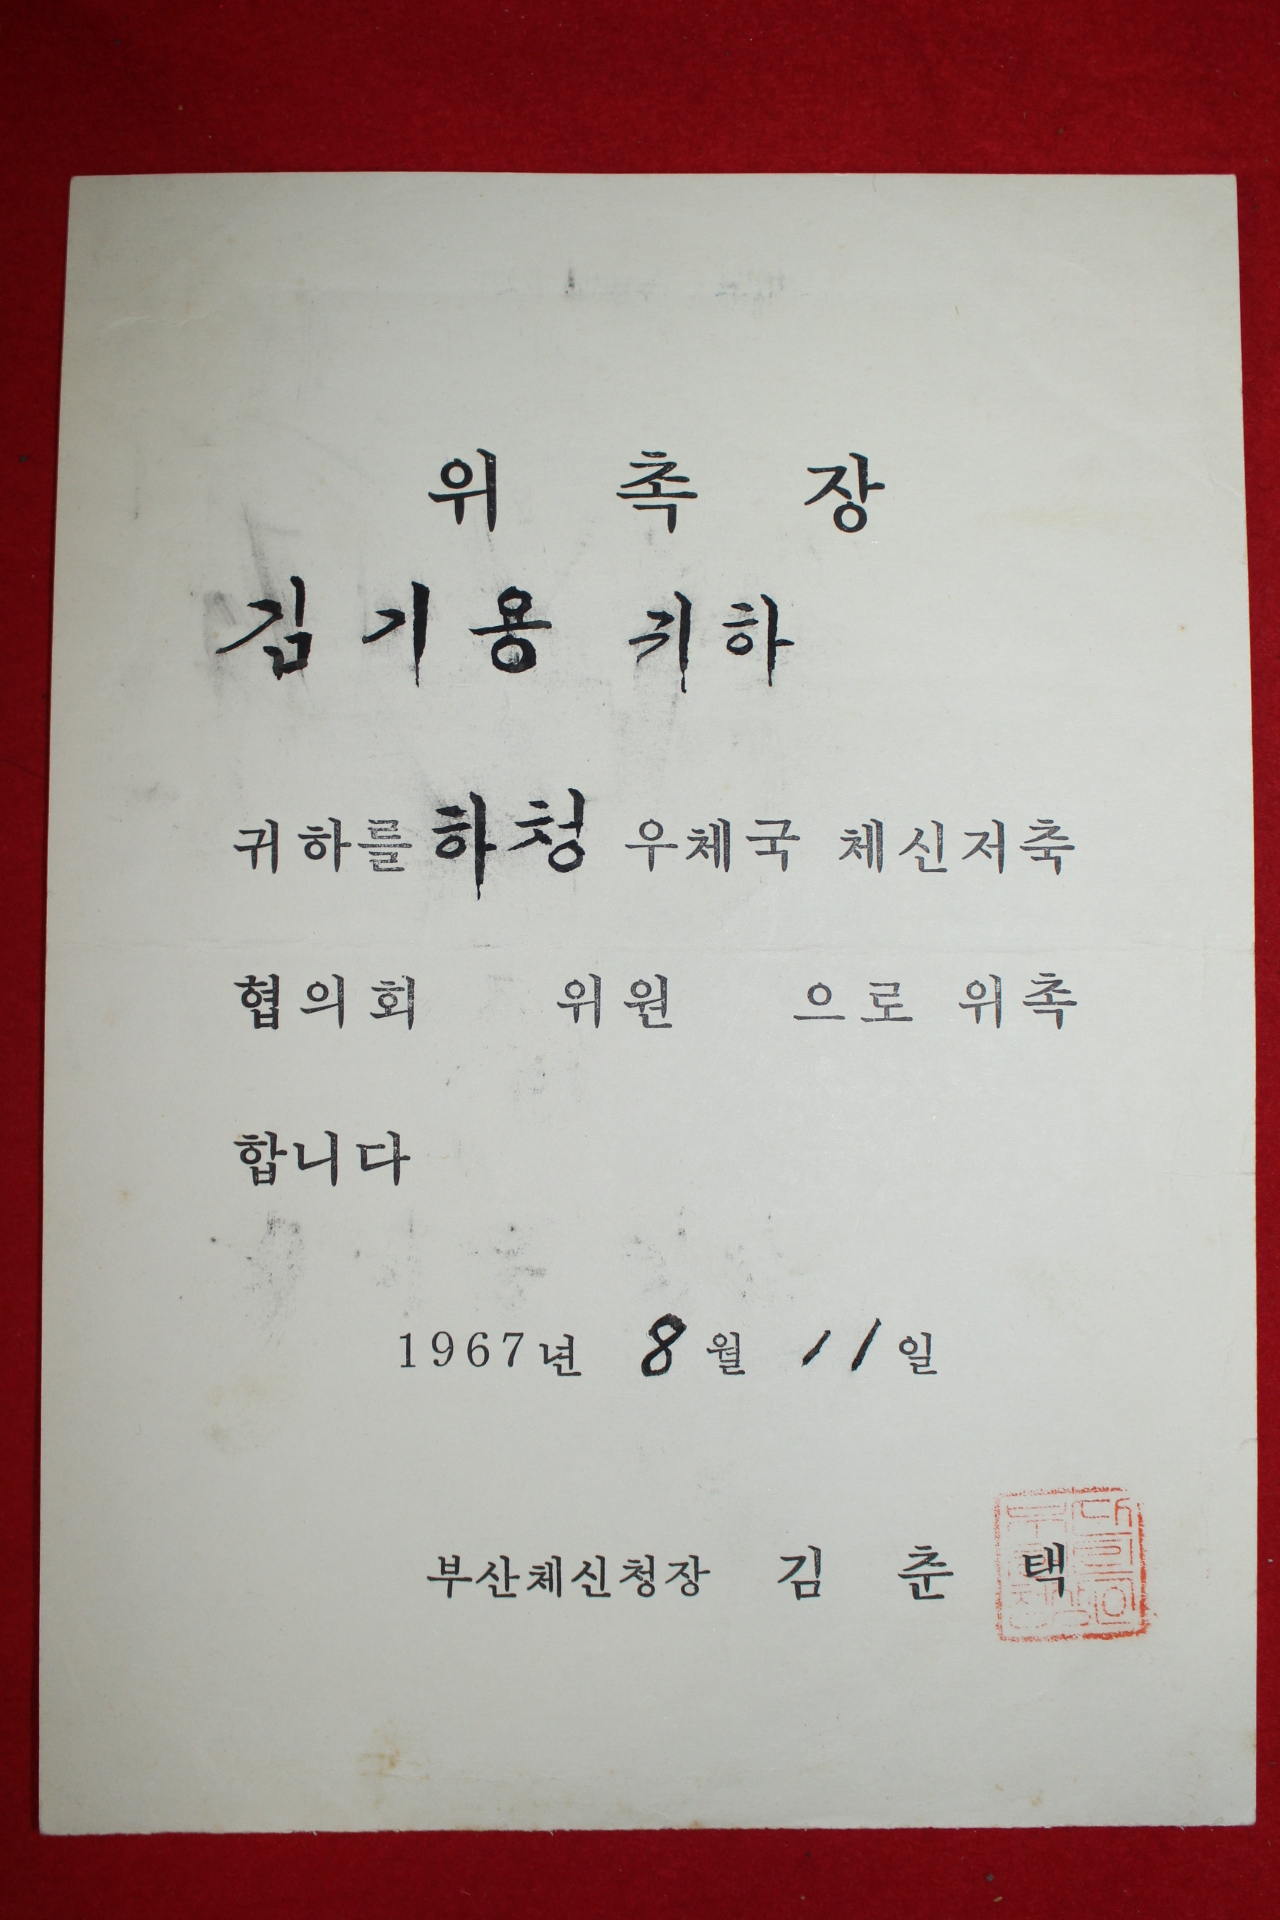 위 촉 장
김 기 용 귀하
귀하를 하청 우체국 체신저축
협의회 위원 으로 위촉
합니다
1967년 8월 11일
부산체신청장 김 춘 택